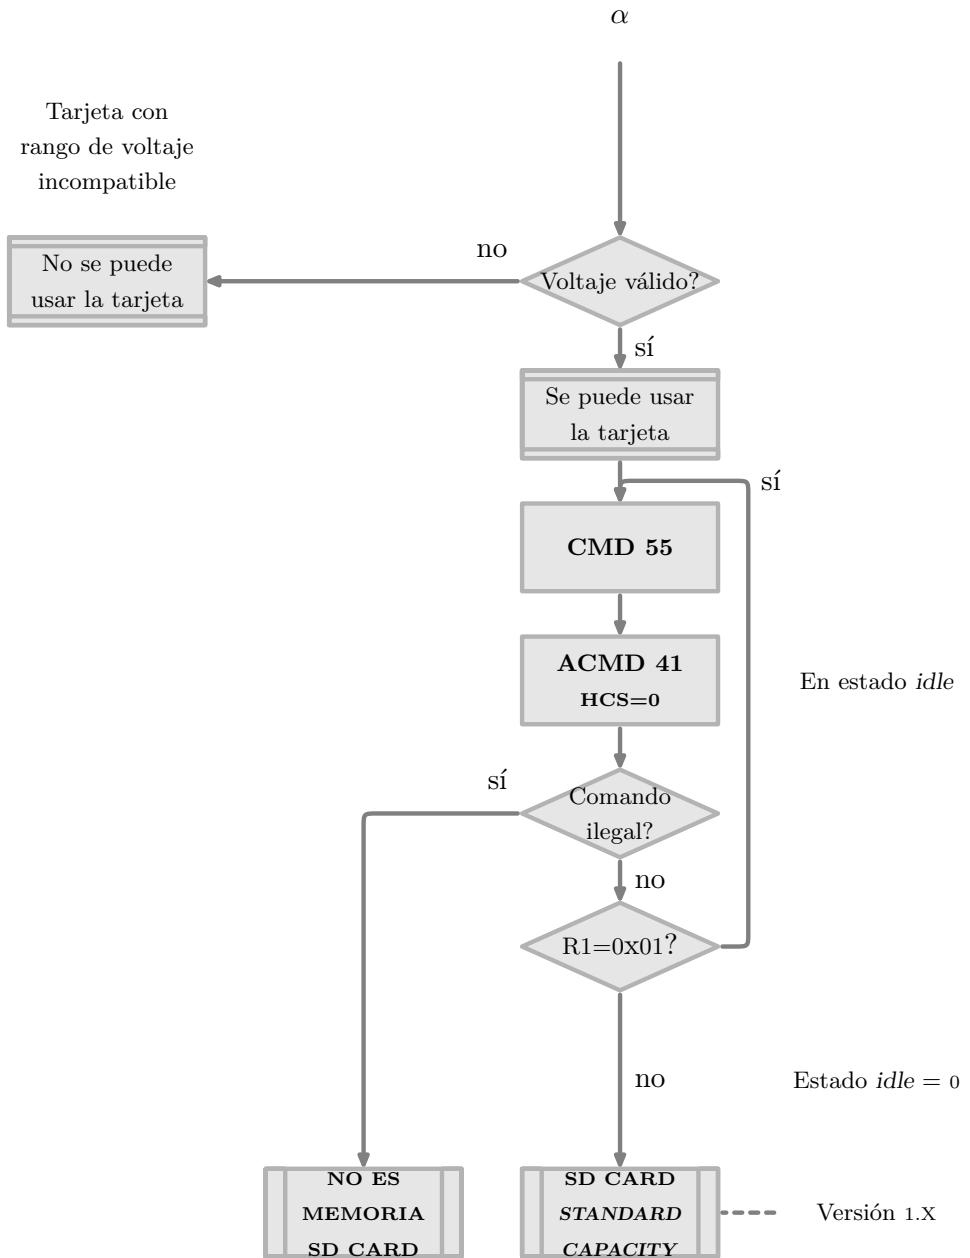 α
Tarjeta con
rango de voltaje
incompatible
no
Voltaje válido?
No se puede
usar la tarjeta
sí
Se puede usar
la tarjeta
sí
CMD 55
ACMD 41
HCS=0
En estado idle
sí
Comando
ilegal?
no
R1=0x01?
no
Estado idle = 0
NO ES
MEMORIA
SD CARD
SD CARD
STANDARD
CAPACITY
Versión 1.X